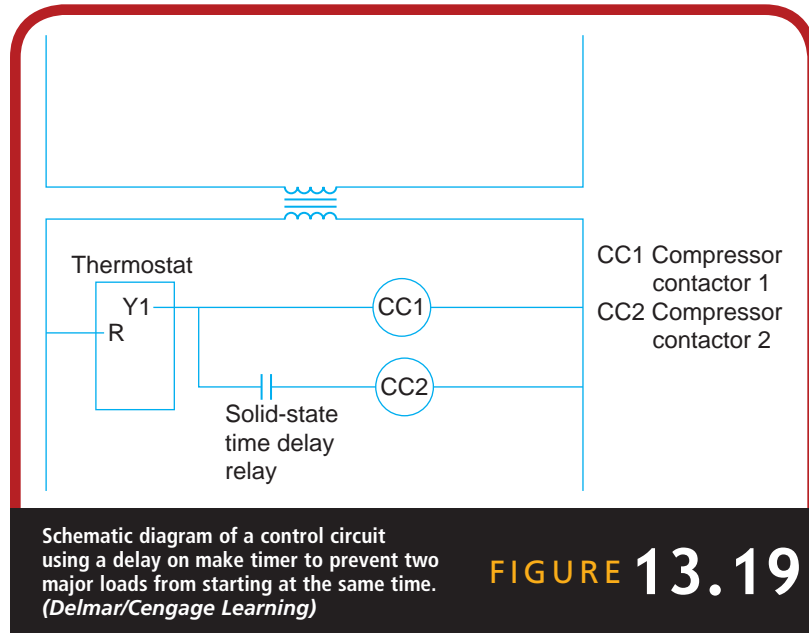 Thermostat
Y1
R
CC1
CC2
Solid-state
time delay
relay
CC1 Compressor
contactor 1
CC2 Compressor
contactor 2
Schematic diagram of a control circuit
using a delay on make timer to prevent two
major loads from starting at the same time.
(Delmar/Cengage Learning)
FIGURE 13.19